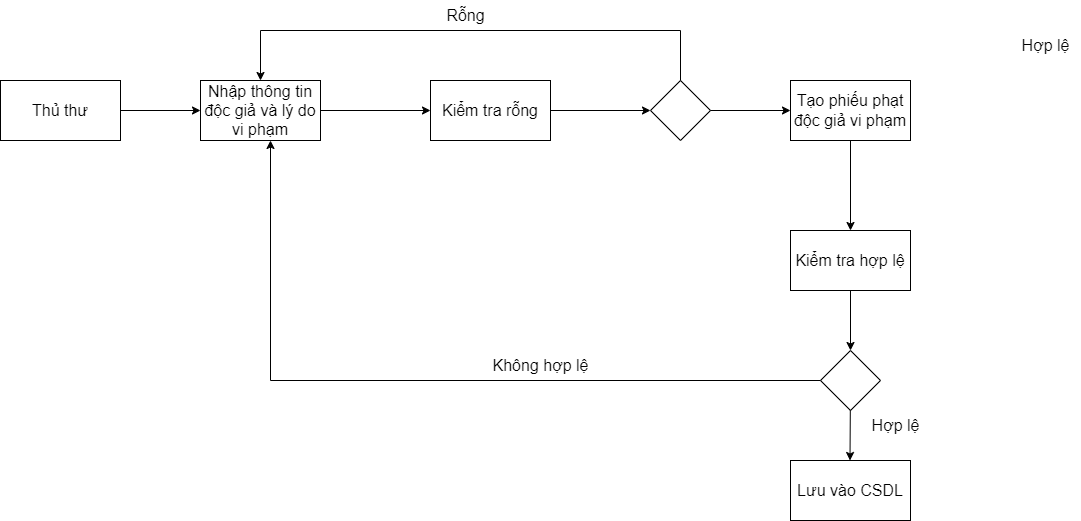 Rỗng
Hợp lệ
Thủ thư
Nhập thông tin
độc giả và lý do
vi phạm
Kiểm tra rỗng
Tạo phiếu phạt
độc giả vi phạm
Kiểm tra hợp lệ
Không hợp lệ
Hợp lệ
Lưu vào CSDL